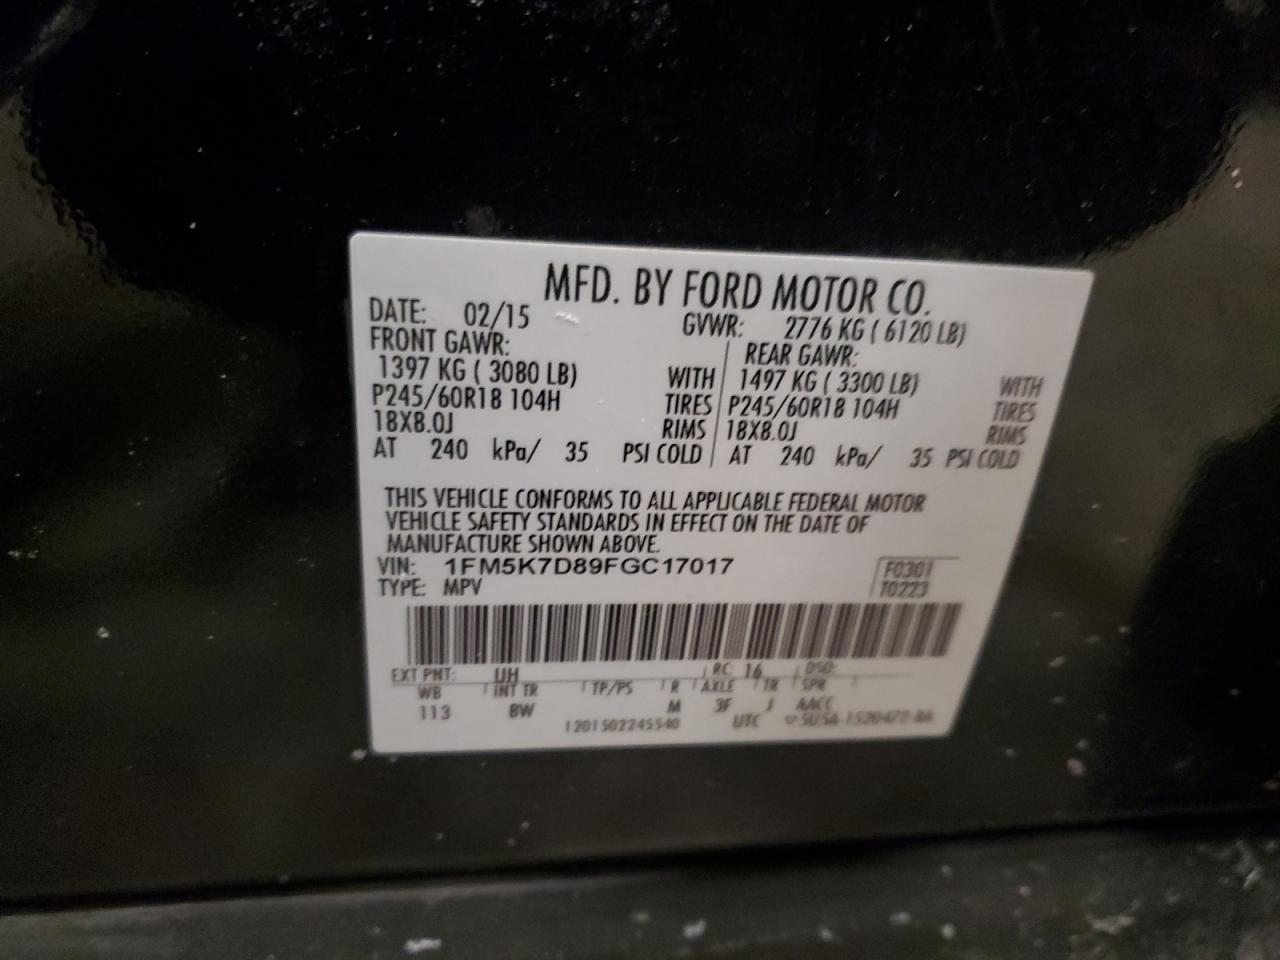 MFD. BY FORD MOTOR CO.
DATE: 02/15 GVWR: 2776 KG ( 6120 LB)
FRONT GAWR: REAR GAWR:
1397 KG ( 3080 LB) WITH 1497 KG ( 3300 LB) WITH
P245/60R18 104H TIRES P245/60R18 104H TIRES
18X8.0J RIMS 18X8.0J RIMS
AT 240 kPa/ 35 PSI COLD AT 240 kPa/ 35 PSI COLD
THIS VEHICLE CONFORMS TO ALL APPLICABLE FEDERAL MOTOR
VEHICLE SAFETY STANDARDS IN EFFECT ON THE DATE OF
MANUFACTURE SHOWN ABOVE.
VIN: 1FM5K7D89FGC17017 F0301
TYPE: MPV T0223
EXT PNT: UH RC: 16 DSO:
WB INT TR TP/PS R AXLE TR SPR
113 8W M 3F J AACC
1201502245540 UTC